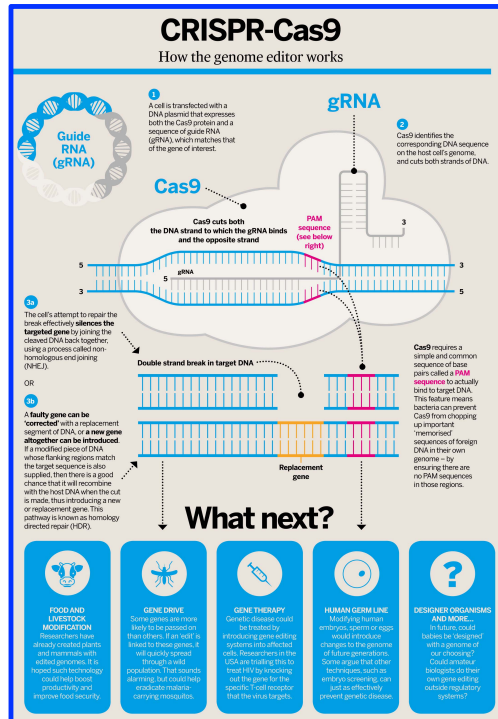 CRISPR-Cas9
How the genome editor works
Guide
RNA
(gRNA)
1
A cell is transfected with a
DNA plasmid that expresses
both the Cas9 protein and a
sequence of guide RNA
(gRNA), which matches that
of the gene of interest.
gRNA
2
Cas9 identifies the
corresponding DNA sequence
on the host cell's genome,
and cuts both strands of DNA.
Cas9
Cas9 cuts both
the DNA strand to which the gRNA binds
and the opposite strand
PAM
sequence
(see below
right)
3
5
3
5
gRNA
3
5
3a
The cell's attempt to repair the
break effectively silences the
targeted gene by joining the
cleaved DNA back together,
using a process called non-
homologous end joining
(NHEJ).
OR
3b
A faulty gene can be
'corrected' with a replacement
segment of DNA, or a new gene
altogether can be introduced.
If a modified piece of DNA
whose flanking regions match
the target sequence is also
supplied, then there is a good
chance that it will recombine
with the host DNA when the cut
is made, thus introducing a new
or replacement gene. This
pathway is known as homology
directed repair (HDR).
Double strand break in target DNA
Replacement
gene
Cas9 requires a
simple and common
sequence of base
pairs called a PAM
sequence to actually
bind to target DNA.
This feature means
bacteria can prevent
Cas9 from chopping
up important
'memorised'
sequences of foreign
DNA in their own
genome – by
ensuring there are
no PAM sequences
in those regions.
What next?
FOOD AND
LIVESTOCK
MODIFICATION
Researchers have
already created plants
and mammals with
edited genomes. It is
hoped such technology
could help boost
productivity and
improve food security.
GENE DRIVE
Some genes are more
likely to be passed on
than others. If an 'edit' is
linked to these genes, it
will quickly spread
through a wild
population. That sounds
alarming, but could help
eradicate malaria-
carrying mosquitos.
GENE THERAPY
Genetic disease could
be treated by
introducing gene editing
systems into affected
cells. Researchers in the
USA are trialling this to
treat HIV by knocking
out the gene for the
specific T-cell receptor
that the virus targets.
HUMAN GERM LINE
Modifying human
embryos, sperm or eggs
would introduce
changes to the genome
of future generations.
Some argue that other
techniques, such as
embryo screening, can
just as effectively
prevent genetic disease.
?
DESIGNER ORGANISMS
AND MORE...
In future, could
babies be 'designed'
with a genome of
our choosing?
Could amateur
biologists do their
own gene editing
outside regulatory
systems?